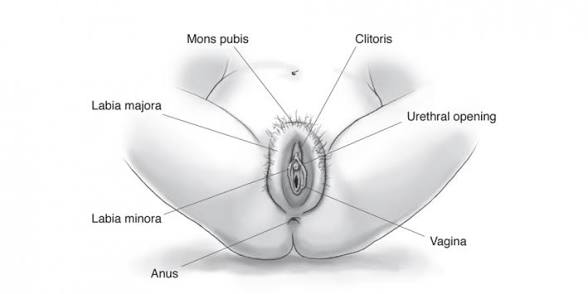 Mons pubis
Clitoris
Labia majora
Urethral opening
Labia minora
Vagina
Anus